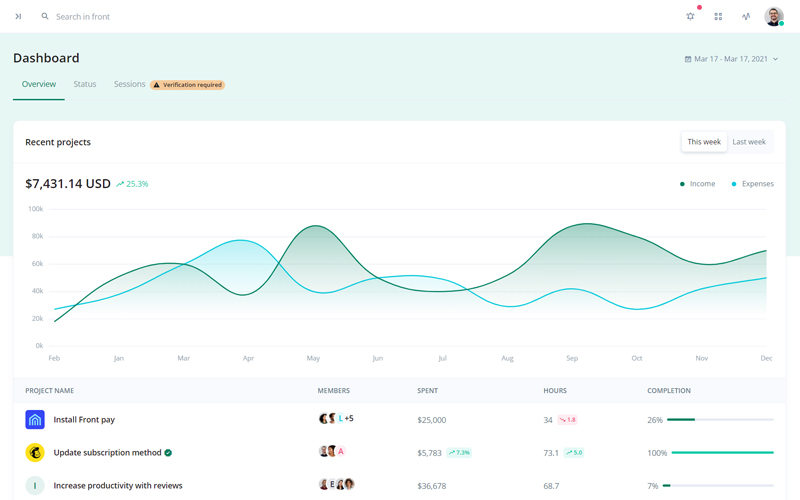 Search in front
Dashboard
Mar 17 - Mar 17, 2021
Overview Status Sessions Verification required
Recent projects
This week Last week
$7,431.14 USD 25.3%
Income Expenses
100k
80k
60k
40k
20k
0k
Feb Jan Mar Apr May Jun Jul Aug Sep Oct Nov Dec
PROJECT NAME MEMBERS SPENT HOURS COMPLETION
Install Front pay L +5 $25,000 34 1.8 26%
Update subscription method A $5,783 7.3% 73.1 5.0 100%
I Increase productivity with reviews E $36,678 68.7 7%